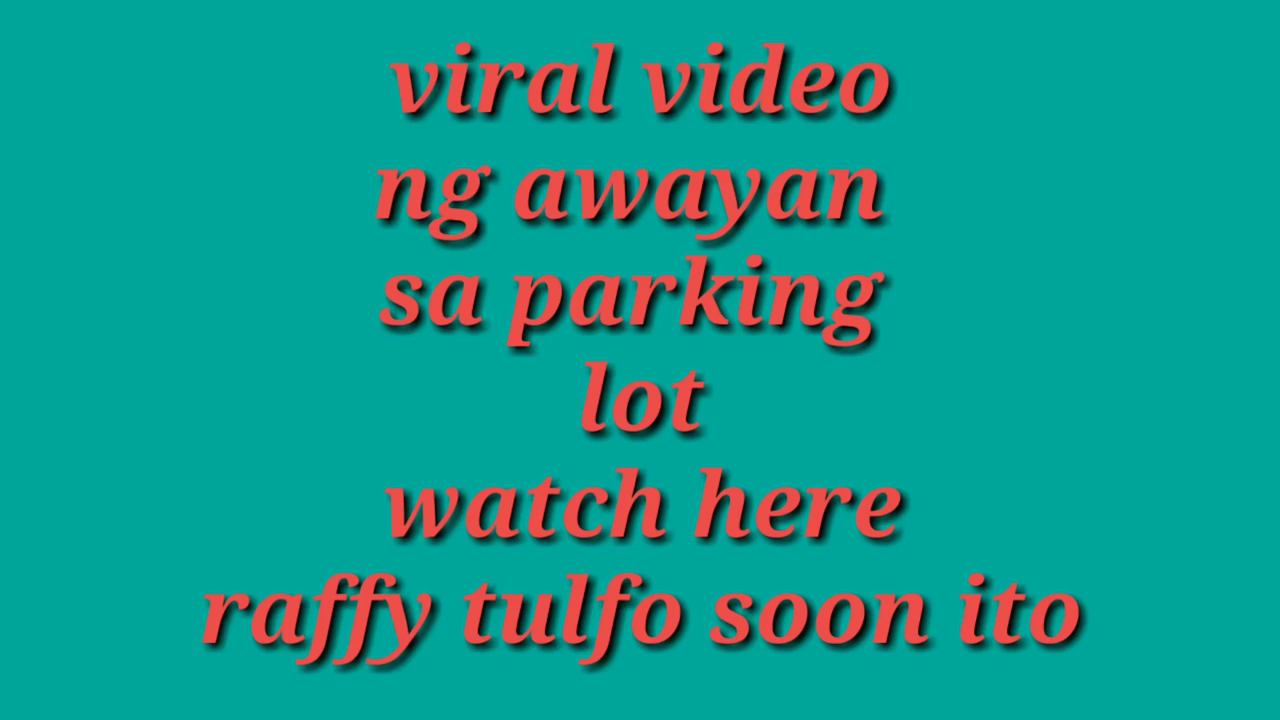 viral video
ng awayan
sa parking
lot
watch here
raffy tulfo soon ito